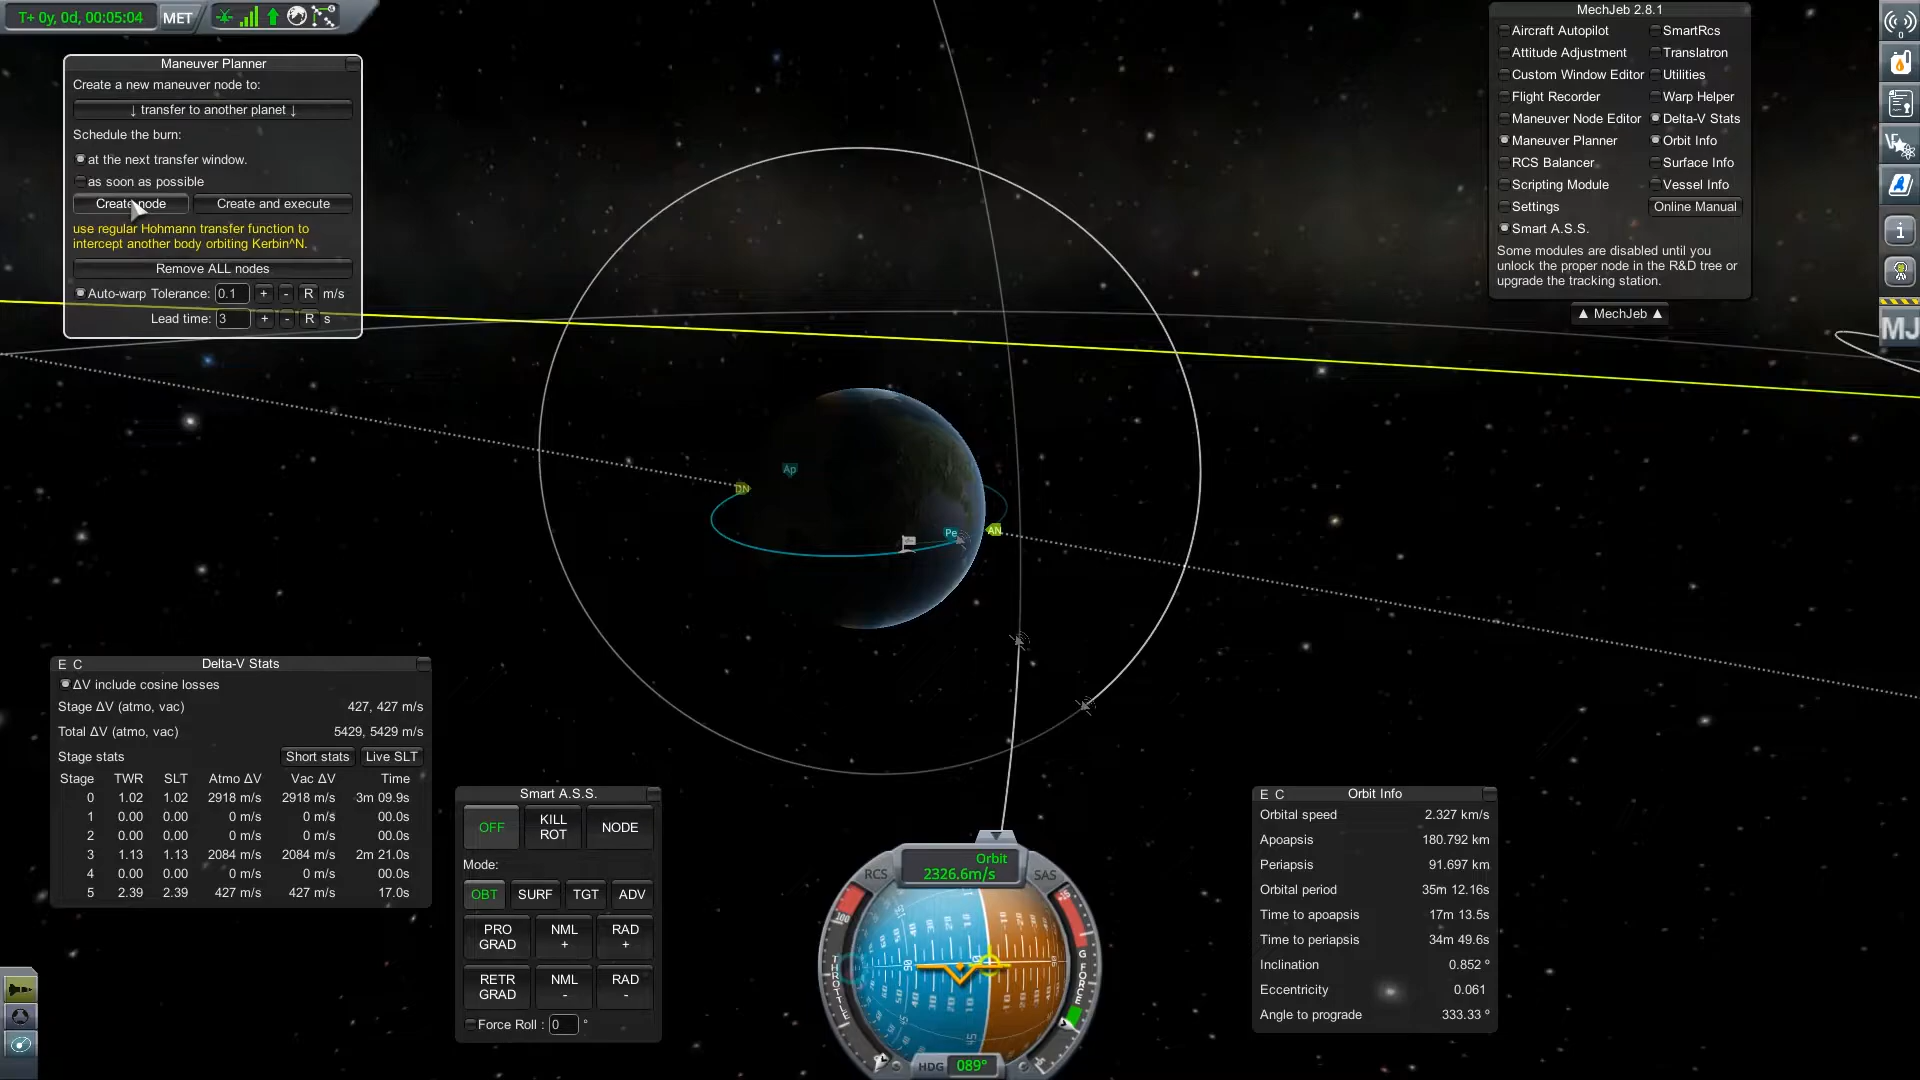 T+ 0y, 0d, 00:05:04
MET
Maneuver Planner
Create a new maneuver node to:
↓ transfer to another planet ↓
Schedule the burn:
at the next transfer window.
as soon as possible
Create node
Create and execute
use regular Hohmann transfer function to
intercept another body orbiting Kerbin^N.
Remove ALL nodes
Auto-warp Tolerance: 0.1 + - R m/s
Lead time: 3 + - R s
MechJeb 2.8.1
Aircraft Autopilot SmartRcs
Attitude Adjustment Translatron
Custom Window Editor Utilities
Flight Recorder Warp Helper
Maneuver Node Editor Delta-V Stats
Maneuver Planner Orbit Info
RCS Balancer Surface Info
Scripting Module Vessel Info
Settings Online Manual
Smart A.S.S.
Some modules are disabled until you
unlock the proper node in the R&D tree or
upgrade the tracking station.
▲ MechJeb ▲
0
MJ
Ap
DN
Pe
AN
E C Delta-V Stats
ΔV include cosine losses
Stage ΔV (atmo, vac) 427, 427 m/s
Total ΔV (atmo, vac) 5429, 5429 m/s
Stage stats Short stats Live SLT
Stage TWR SLT Atmo ΔV Vac ΔV Time
0 1.02 1.02 2918 m/s 2918 m/s 3m 09.9s
1 0.00 0.00 0 m/s 0 m/s 00.0s
2 0.00 0.00 0 m/s 0 m/s 00.0s
3 1.13 1.13 2084 m/s 2084 m/s 2m 21.0s
4 0.00 0.00 0 m/s 0 m/s 00.0s
5 2.39 2.39 427 m/s 427 m/s 17.0s
Smart A.S.S.
OFF
KILL
ROT
NODE
Mode:
OBT SURF TGT ADV
PRO
GRAD
NML
+
RAD
+
RETR
GRAD
NML
-
RAD
-
Force Roll : 0 °
Orbit
2326.6m/s
RCS
SAS
THROTTLE
G FORCE
100
HDG 089°
E C Orbit Info
Orbital speed 2.327 km/s
Apoapsis 180.792 km
Periapsis 91.697 km
Orbital period 35m 12.16s
Time to apoapsis 17m 13.5s
Time to periapsis 34m 49.6s
Inclination 0.852 º
Eccentricity 0.061
Angle to prograde 333.33 º